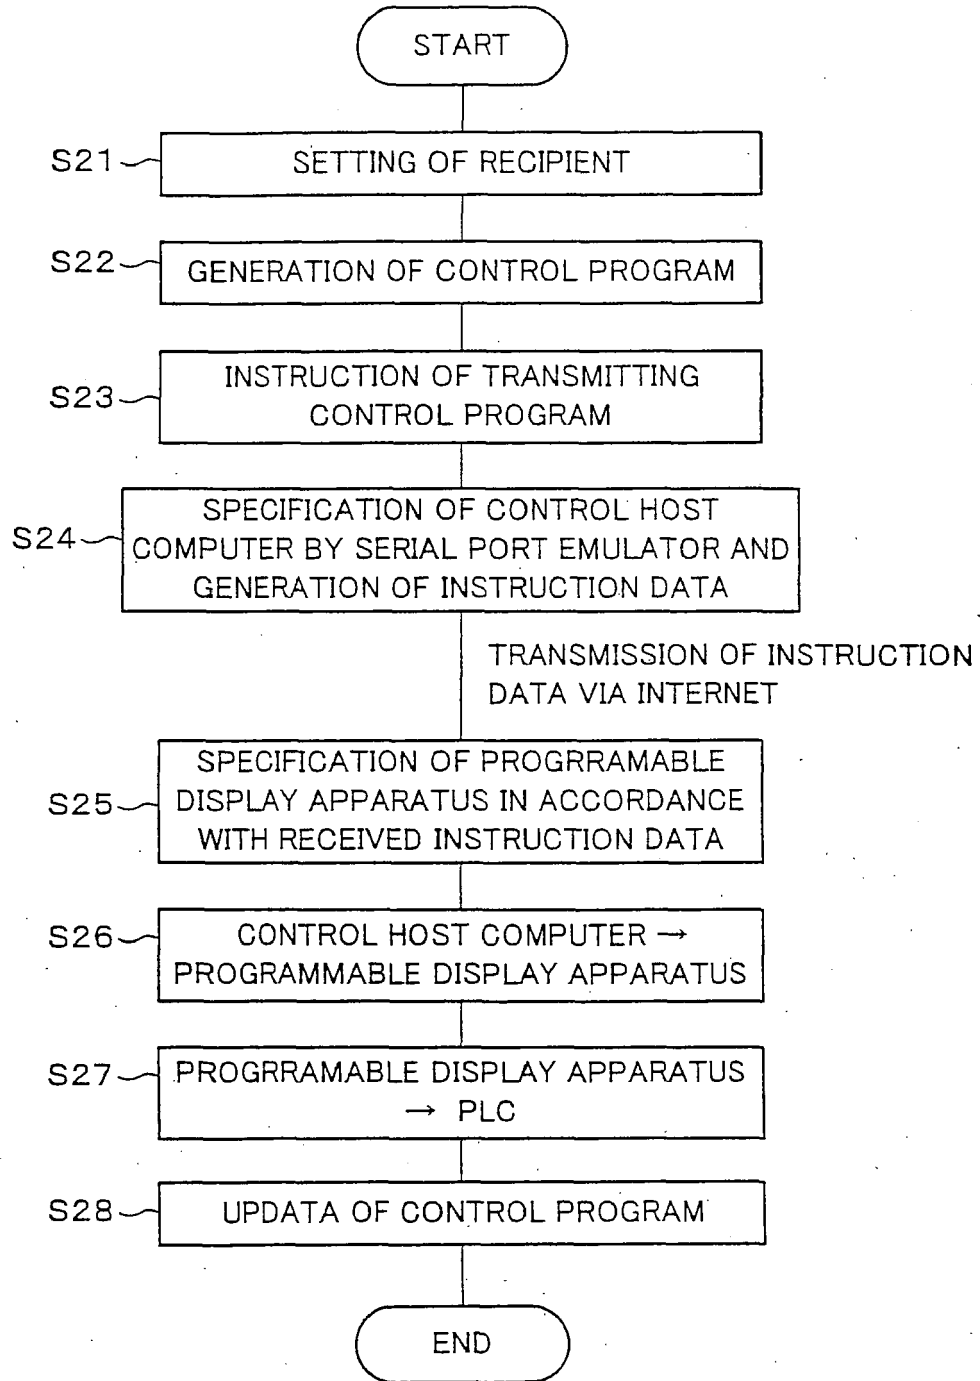 START
S21
SETTING OF RECIPIENT
S22
GENERATION OF CONTROL PROGRAM
S23
INSTRUCTION OF TRANSMITTING
CONTROL PROGRAM
S24
SPECIFICATION OF CONTROL HOST
COMPUTER BY SERIAL PORT EMULATOR AND
GENERATION OF INSTRUCTION DATA
TRANSMISSION OF INSTRUCTION
DATA VIA INTERNET
S25
SPECIFICATION OF PROGRRAMABLE
DISPLAY APPARATUS IN ACCORDANCE
WITH RECEIVED INSTRUCTION DATA
S26
CONTROL HOST COMPUTER →
PROGRAMMABLE DISPLAY APPARATUS
S27
PROGRRAMABLE DISPLAY APPARATUS
→ PLC
S28
UPDATA OF CONTROL PROGRAM
END